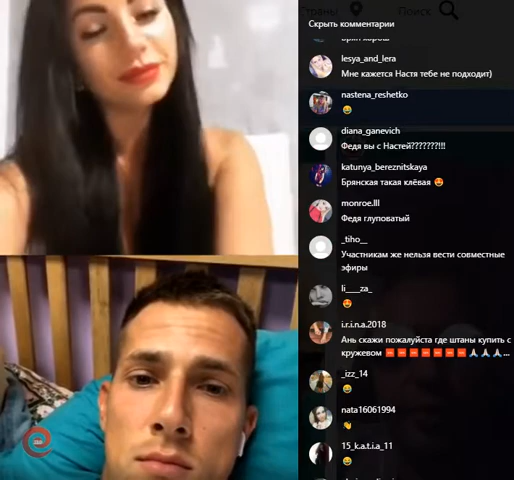 Страны
Поиск
Скрыть комментарии
lesya_and_lera
Мне кажется Настя тебе не подходит)
nastena_reshetko
😂
diana_ganevich
Федя вы с Настей???????!!!
katunya_bereznitskaya
Брянская такая клёвая 😍
monroe.lll
Федя глуповатый
_tiho__
Участникам же нельзя вести совместные
эфиры
li___za_
😍
i.r.i.n.a.2018
Ань скажи пожалуйста где штаны купить с
кружевом 🆘🆘🆘🆘🆘🆘🆘🙏🙏🙏...
_izz_14
😂
nata16061994
👏
15_k.a.t.i.a_11
😂